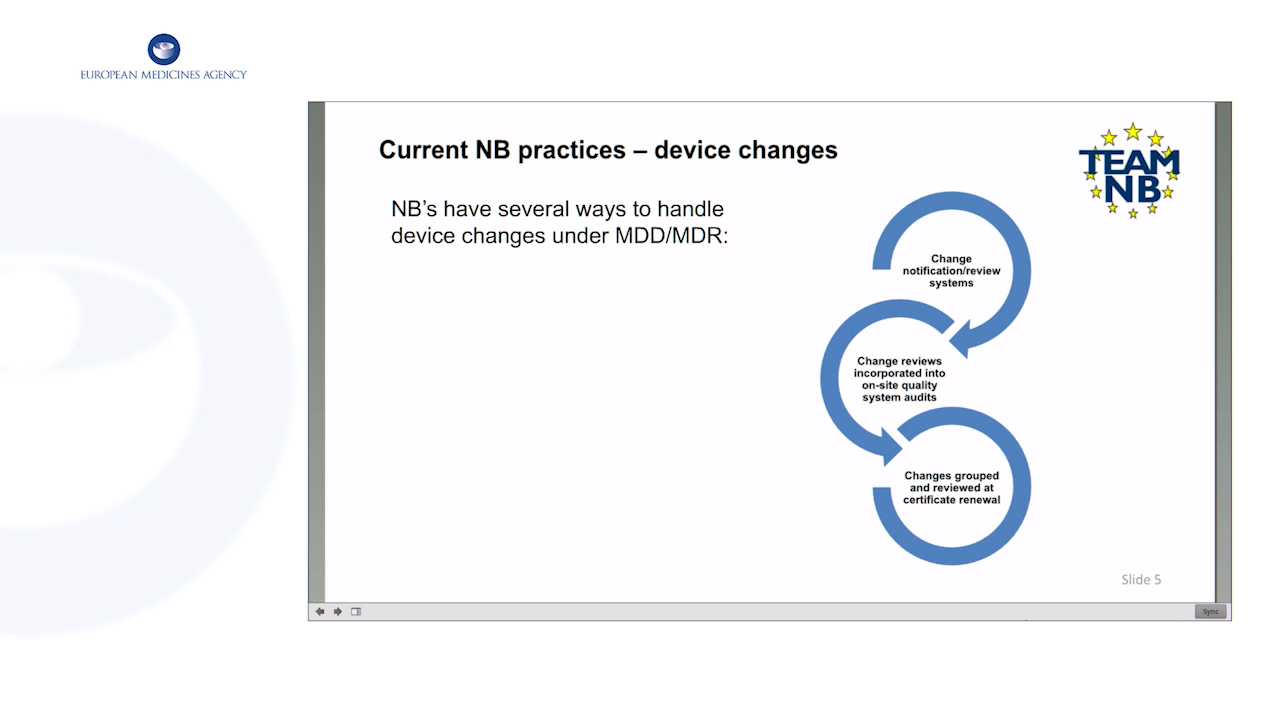 EUROPEAN MEDICINES AGENCY
Current NB practices – device changes
TEAM
NB
NB’s have several ways to handle
device changes under MDD/MDR:
Change
notification/review
systems
Change reviews
incorporated into
on-site quality
system audits
Changes grouped
and reviewed at
certificate renewal
Slide 5
Sync